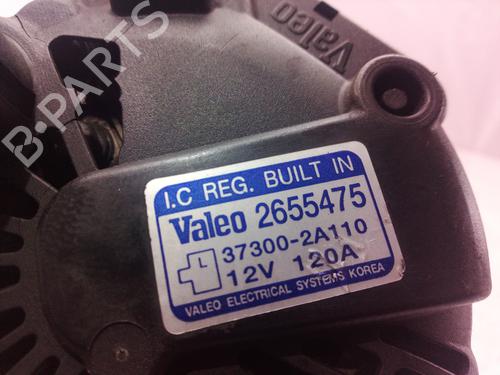 Valeo
B-PARTS
I.C REG. BUILT IN
Valeo 2655475
37300-2A110
12V 120A
VALEO ELECTRICAL SYSTEMS KOREA